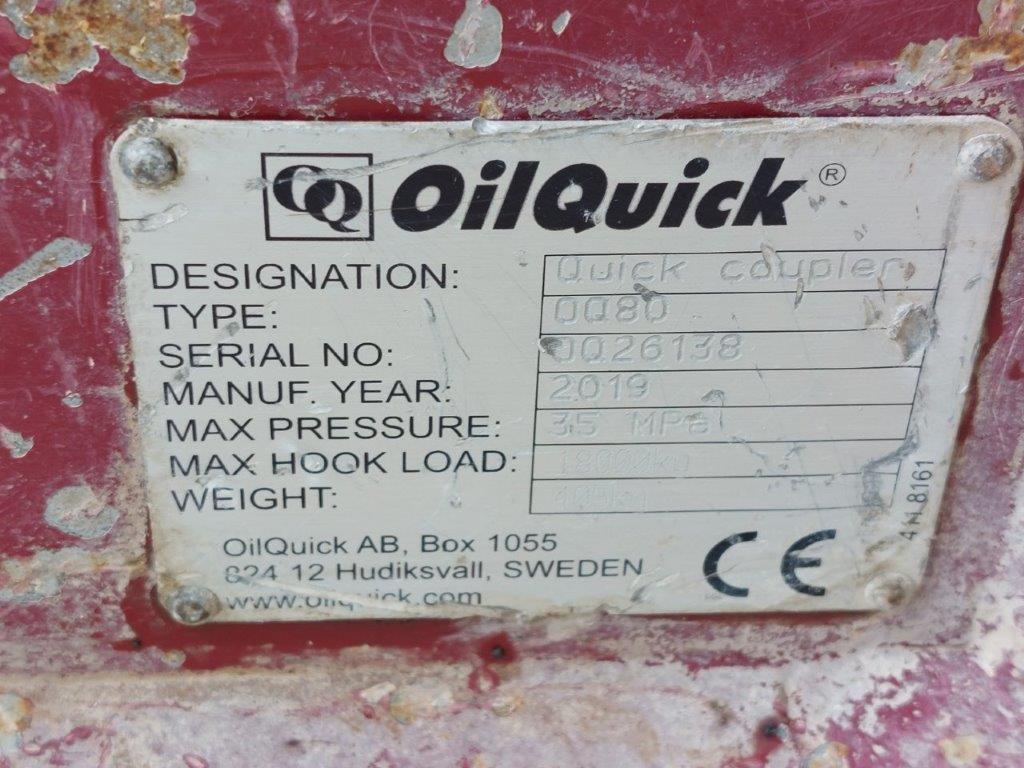 OQ OilQuick®
DESIGNATION: Quick coupler
TYPE: OQ80
SERIAL NO: OQ26138
MANUF. YEAR: 2019
MAX PRESSURE: 35 MPa
MAX HOOK LOAD:
WEIGHT:
OilQuick AB, Box 1055
824 12 Hudiksvall, SWEDEN
www.oilquick.com
CE
8161